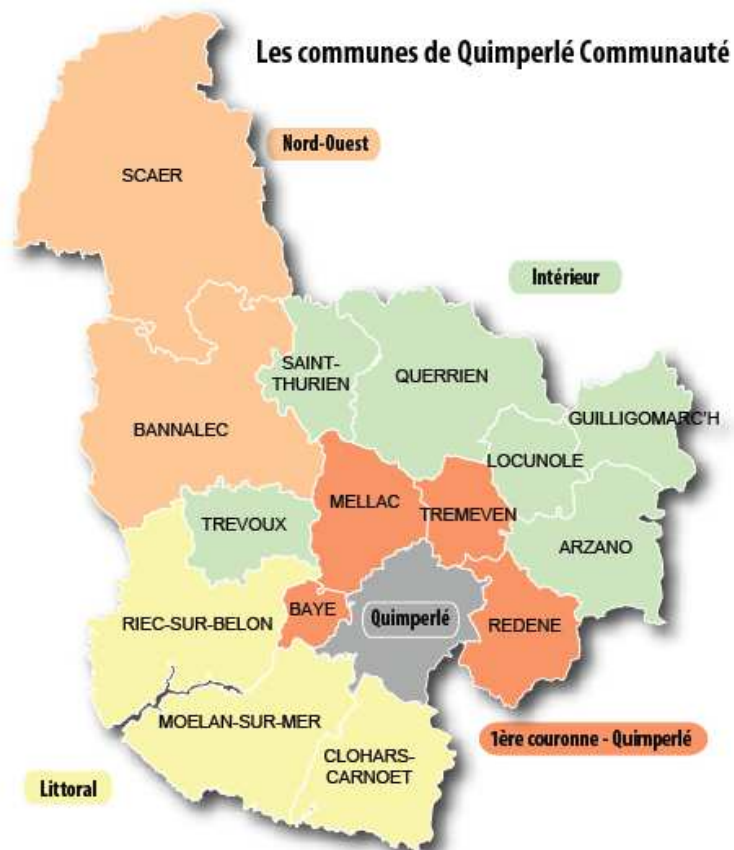 Les communes de Quimperlé Communauté
Nord-Ouest
SCAER
Intérieur
SAINT-
THURIEN
QUERRIEN
GUILLIGOMARC'H
BANNALEC
LOCUNOLE
MELLAC
TREMEVEN
TREVOUX
ARZANO
BAYE
Quimperlé
RIEC-SUR-BELON
REDENE
MOELAN-SUR-MER
1ère couronne - Quimperlé
CLOHARS-
CARNOET
Littoral